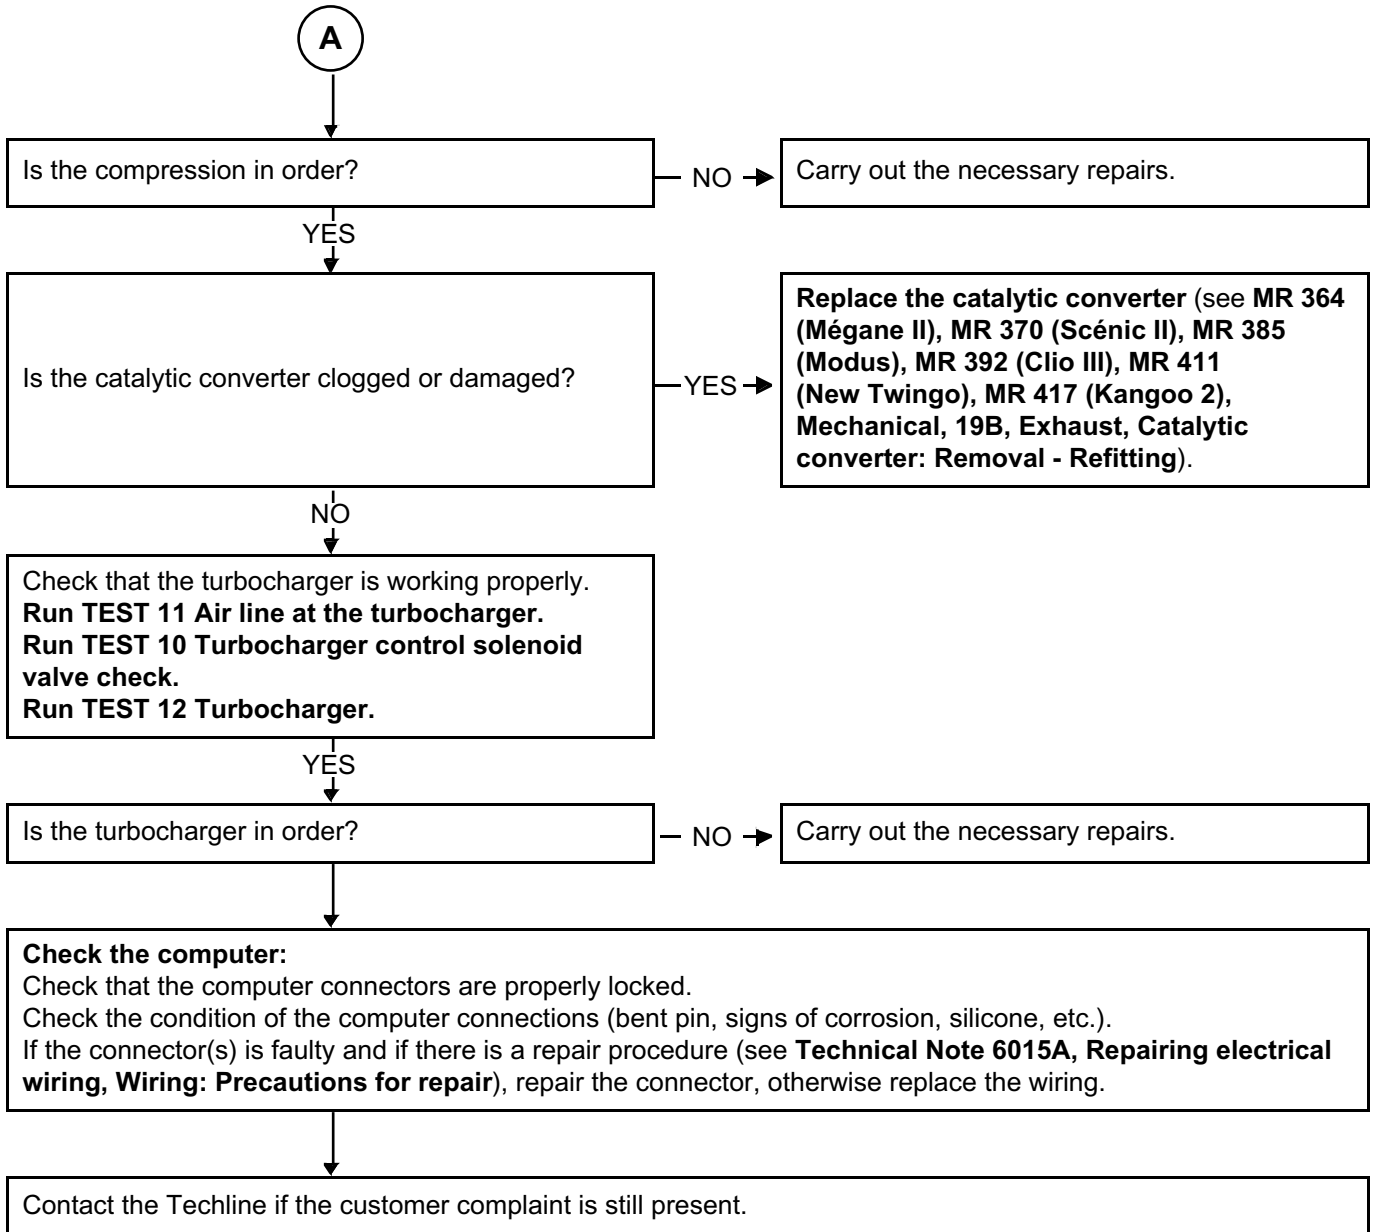 A
Is the compression in order?
NO
Carry out the necessary repairs.
YES
Is the catalytic converter clogged or damaged?
YES
Replace the catalytic converter (see MR 364
(Mégane II), MR 370 (Scénic II), MR 385
(Modus), MR 392 (Clio III), MR 411
(New Twingo), MR 417 (Kangoo 2),
Mechanical, 19B, Exhaust, Catalytic
converter: Removal - Refitting).
NO
Check that the turbocharger is working properly.
Run TEST 11 Air line at the turbocharger.
Run TEST 10 Turbocharger control solenoid
valve check.
Run TEST 12 Turbocharger.
YES
Is the turbocharger in order?
NO
Carry out the necessary repairs.
Check the computer:
Check that the computer connectors are properly locked.
Check the condition of the computer connections (bent pin, signs of corrosion, silicone, etc.).
If the connector(s) is faulty and if there is a repair procedure (see Technical Note 6015A, Repairing electrical
wiring, Wiring: Precautions for repair), repair the connector, otherwise replace the wiring.
Contact the Techline if the customer complaint is still present.